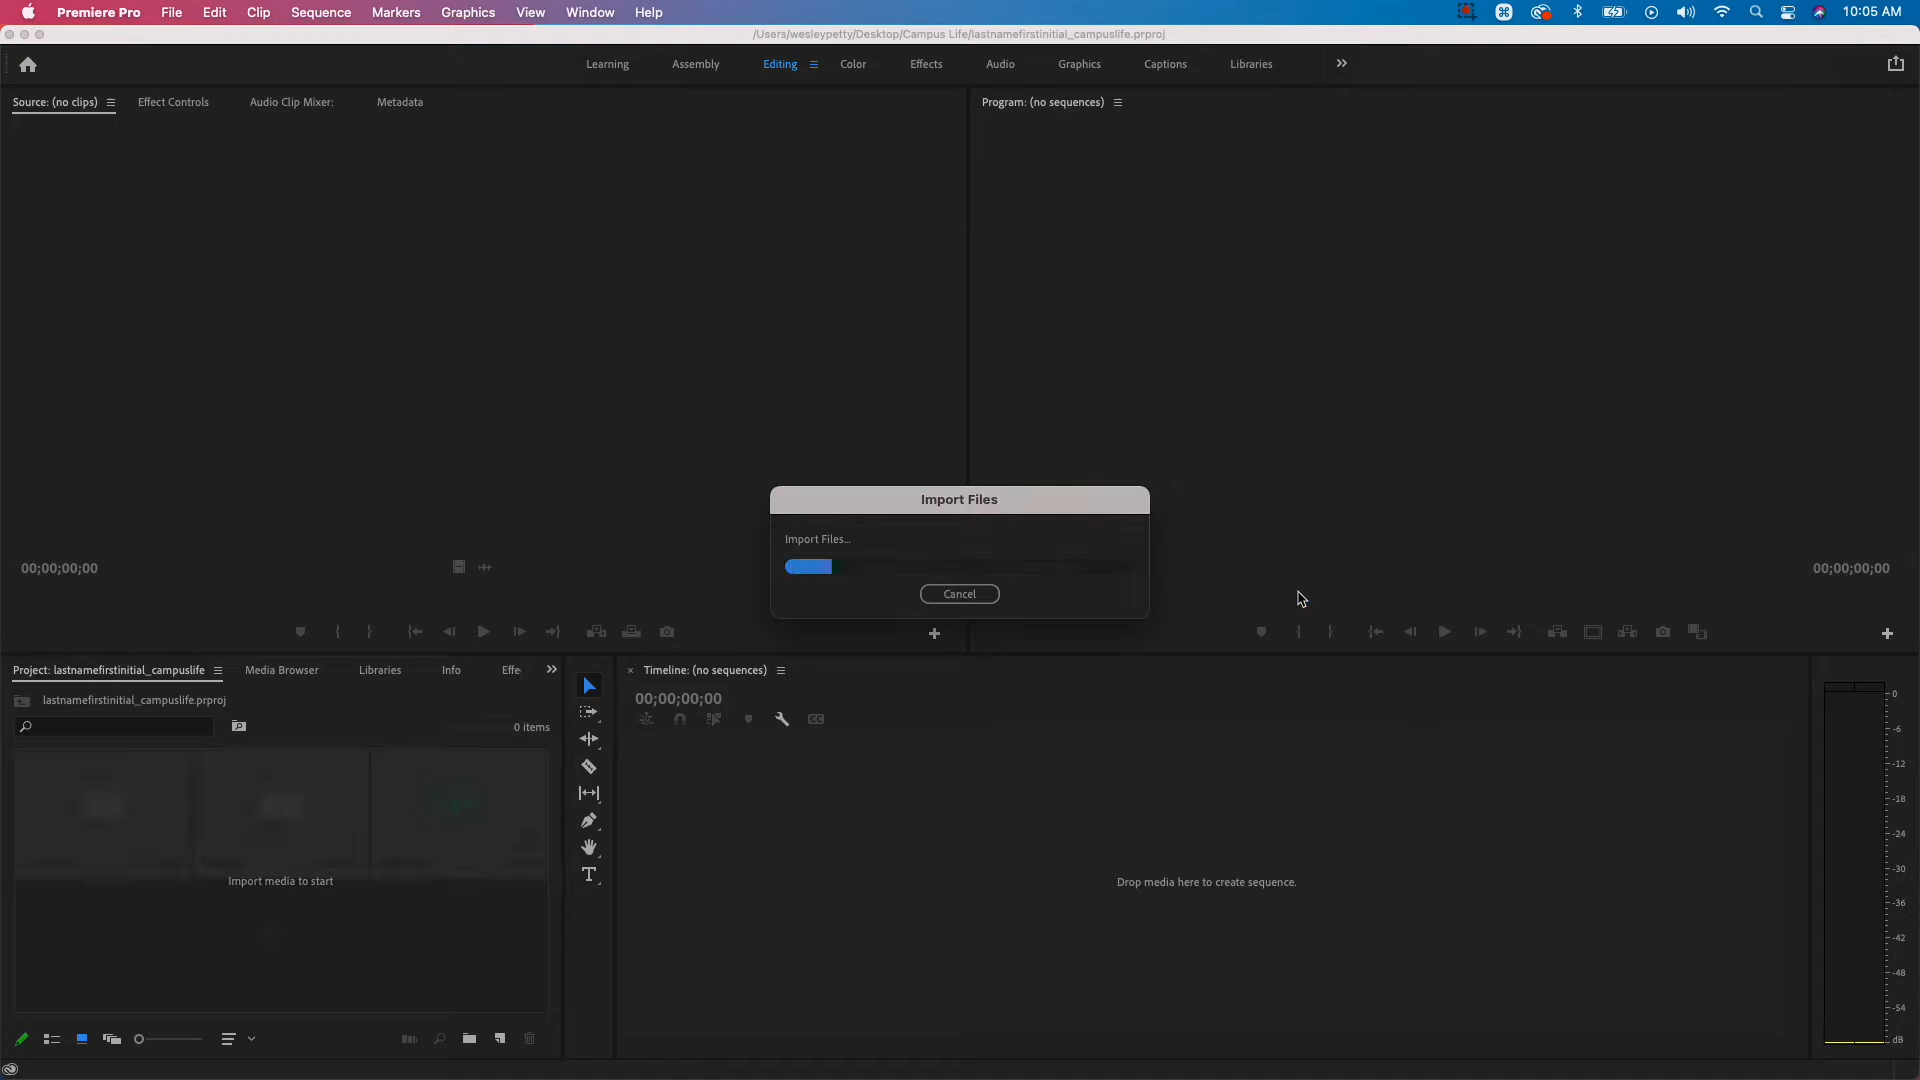 Premiere Pro File Edit Clip Sequence Markers Graphics View Window Help 10:05 AM
/Users/wesleypetty/Desktop/Campus Life/lastnamefirstinitial_campuslife.prproj
Learning Assembly Editing Color Effects Audio Graphics Captions Libraries
Source: (no clips) Effect Controls Audio Clip Mixer: Metadata
Program: (no sequences)
Import Files
Import Files...
Cancel
00;00;00;00
00;00;00;00
Project: lastnamefirstinitial_campuslife Media Browser Libraries Info Effe
lastnamefirstinitial_campuslife.prproj
0 items
Import media to start
Timeline: (no sequences)
00;00;00;00
CC
Drop media here to create sequence.
0
-6
-12
-18
-24
-30
-36
-42
-48
-54
dB